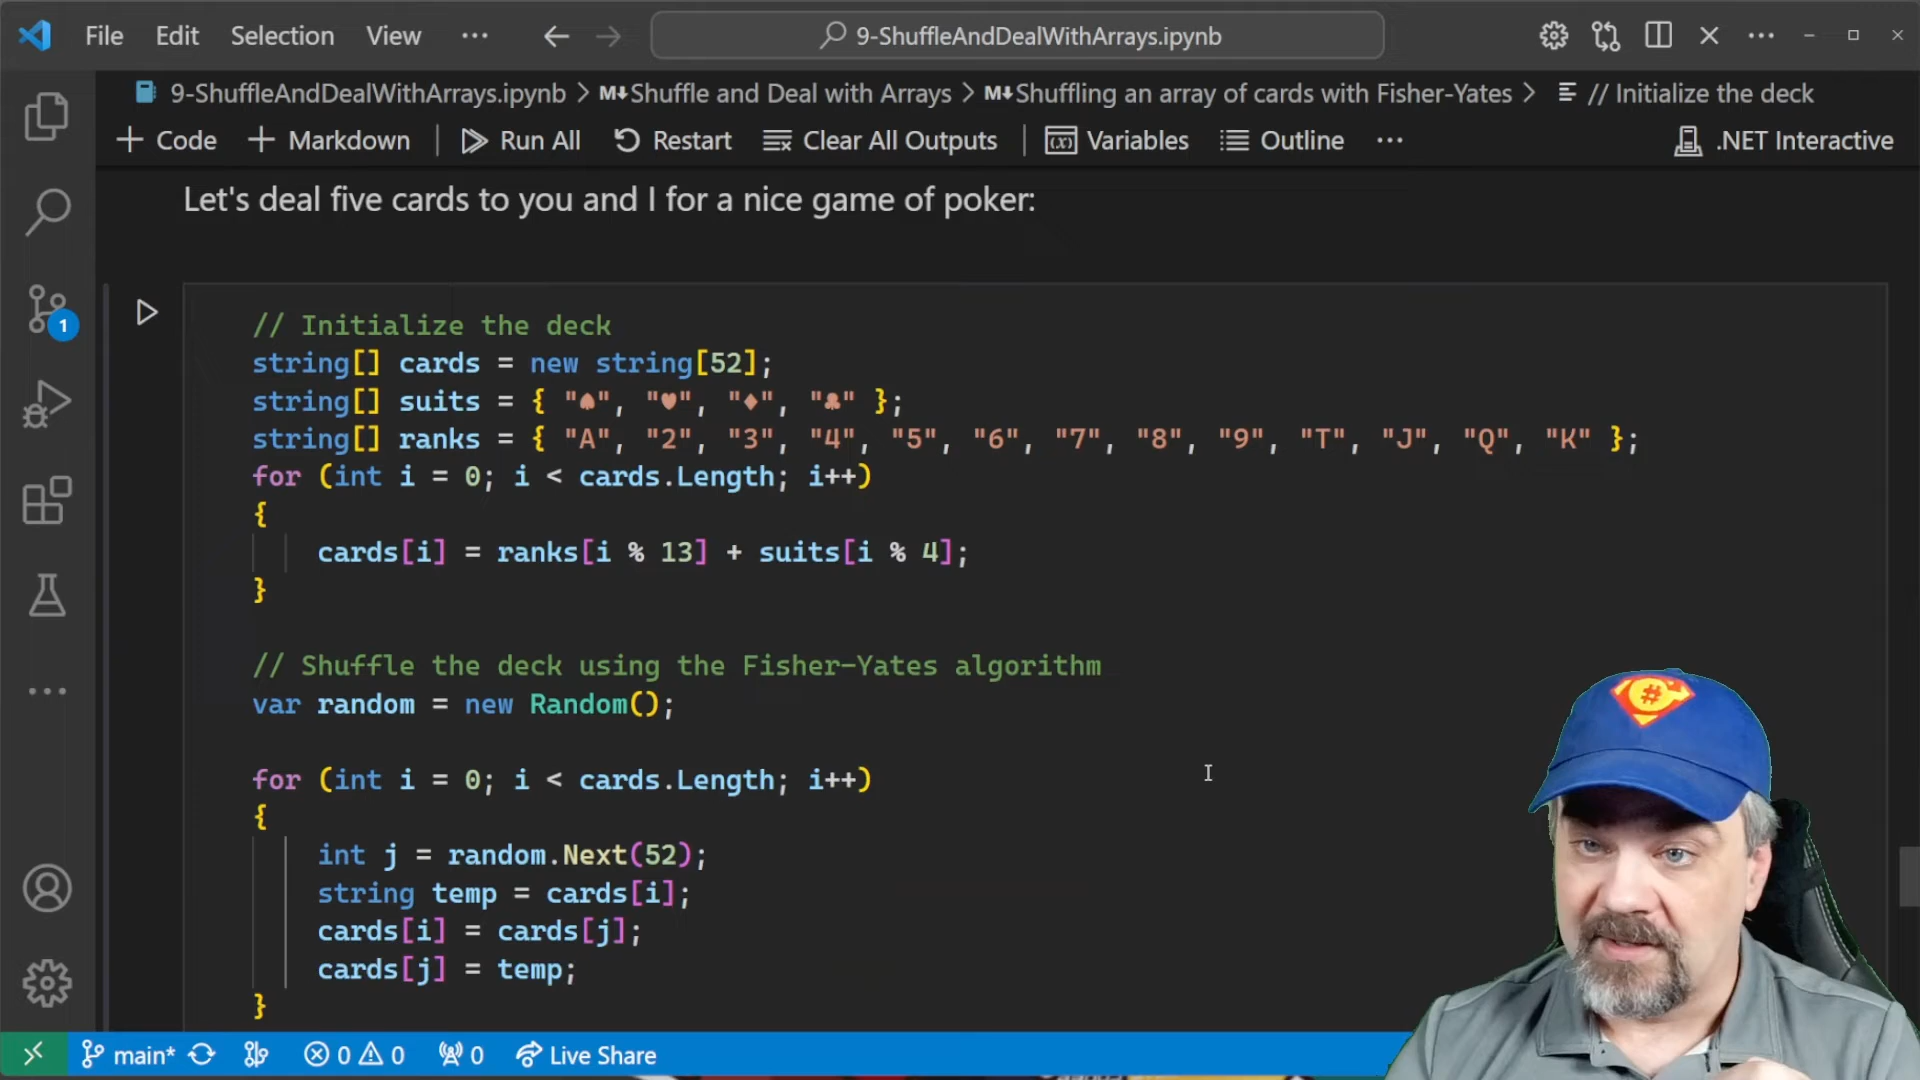 File Edit Selection View ··· 9-ShuffleAndDealWithArrays.ipynb
9-ShuffleAndDealWithArrays.ipynb > M↓Shuffle and Deal with Arrays > M↓Shuffling an array of cards with Fisher-Yates > // Initialize the deck
+ Code + Markdown Run All Restart Clear All Outputs (x) Variables Outline ··· .NET Interactive
Let's deal five cards to you and I for a nice game of poker:
// Initialize the deck
string[] cards = new string[52];
string[] suits = { "♠", "♥", "♦", "♣" };
string[] ranks = { "A", "2", "3", "4", "5", "6", "7", "8", "9", "T", "J", "Q", "K" };
for (int i = 0; i < cards.Length; i++)
{
cards[i] = ranks[i % 13] + suits[i % 4];
}
// Shuffle the deck using the Fisher-Yates algorithm
var random = new Random();
for (int i = 0; i < cards.Length; i++)
{
int j = random.Next(52);
string temp = cards[i];
cards[i] = cards[j];
cards[j] = temp;
}
1
#
main* 0 0 0 Live Share